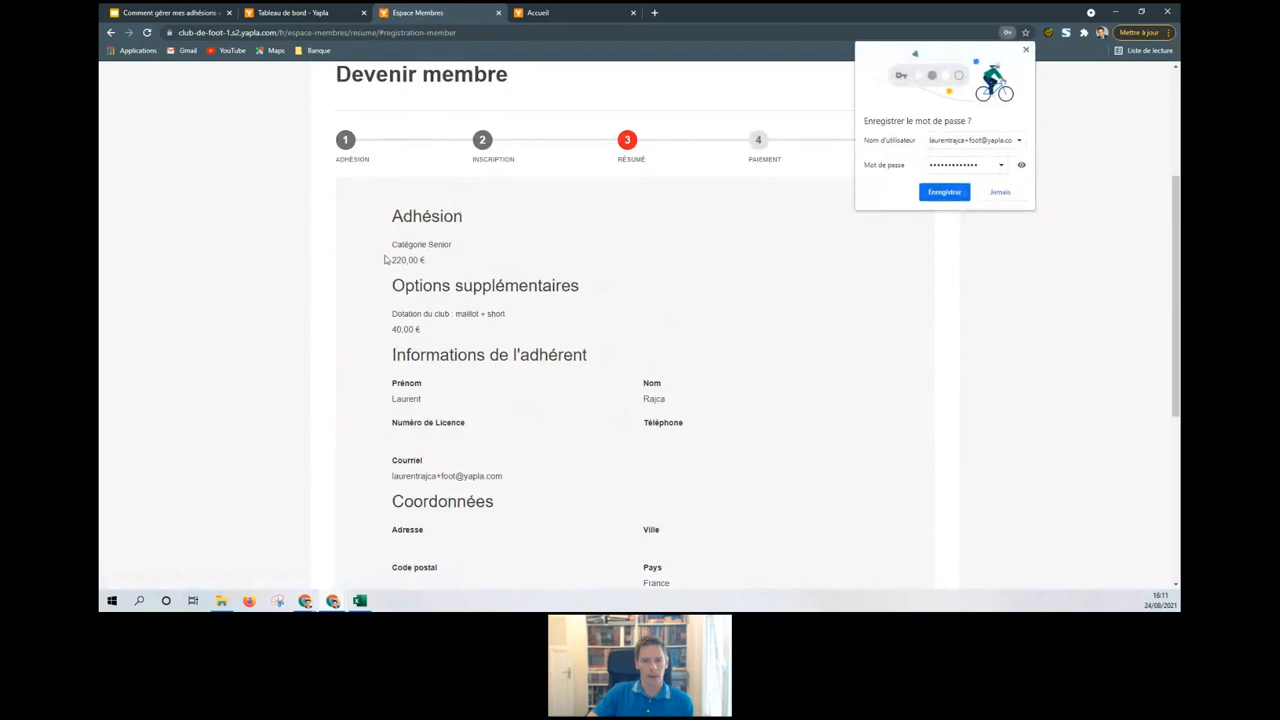 Comment gérer mes adhésions
Tableau de bord - Yapla
Espace Membres
Accueil
club-de-foot-1.s2.yapla.com/fr/espace-membres/resume/#registration-member
Mettre à jour
Applications
Gmail
YouTube
Maps
Banque
Liste de lecture
Devenir membre
1
2
3
4
ADHÉSION
INSCRIPTION
RÉSUMÉ
PAIEMENT
Enregistrer le mot de passe ?
Nom d'utilisateur
laurentrajca+foot@yapla.co
Mot de passe
•••••••••••••
Enregistrer
Jamais
Adhésion
Catégorie Senior
220,00 €
Options supplémentaires
Dotation du club : maillot + short
40,00 €
Informations de l'adhérent
Prénom
Nom
Laurent
Rajca
Numéro de Licence
Téléphone
Courriel
laurentrajca+foot@yapla.com
Coordonnées
Adresse
Ville
Code postal
Pays
France
16:11
24/08/2021